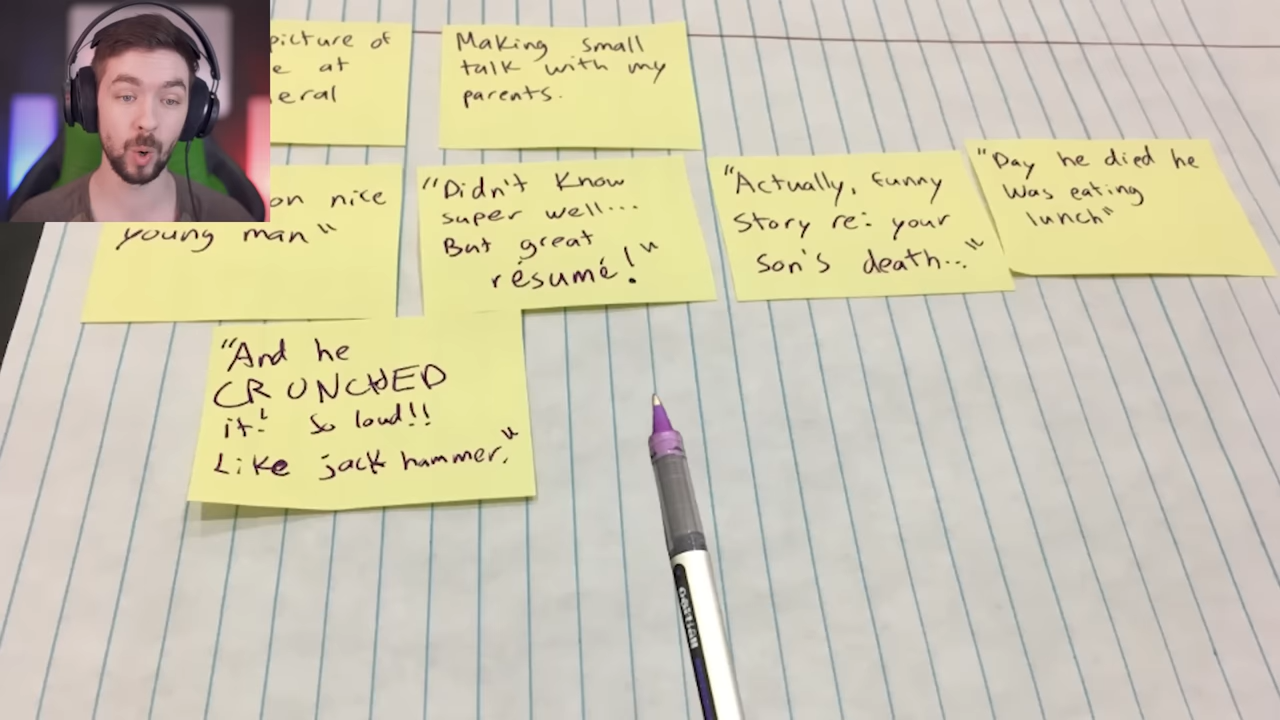 picture of
at
Making small
talk with my
parents.
on nice
young man"
"Didn't know
super well...
But great
résumé!"
"Actually, funny
Story re: your
son's death..."
"Day he died he
was eating
lunch"
"And he
CRUNCHED
it! So loud!!
Like jack hammer."